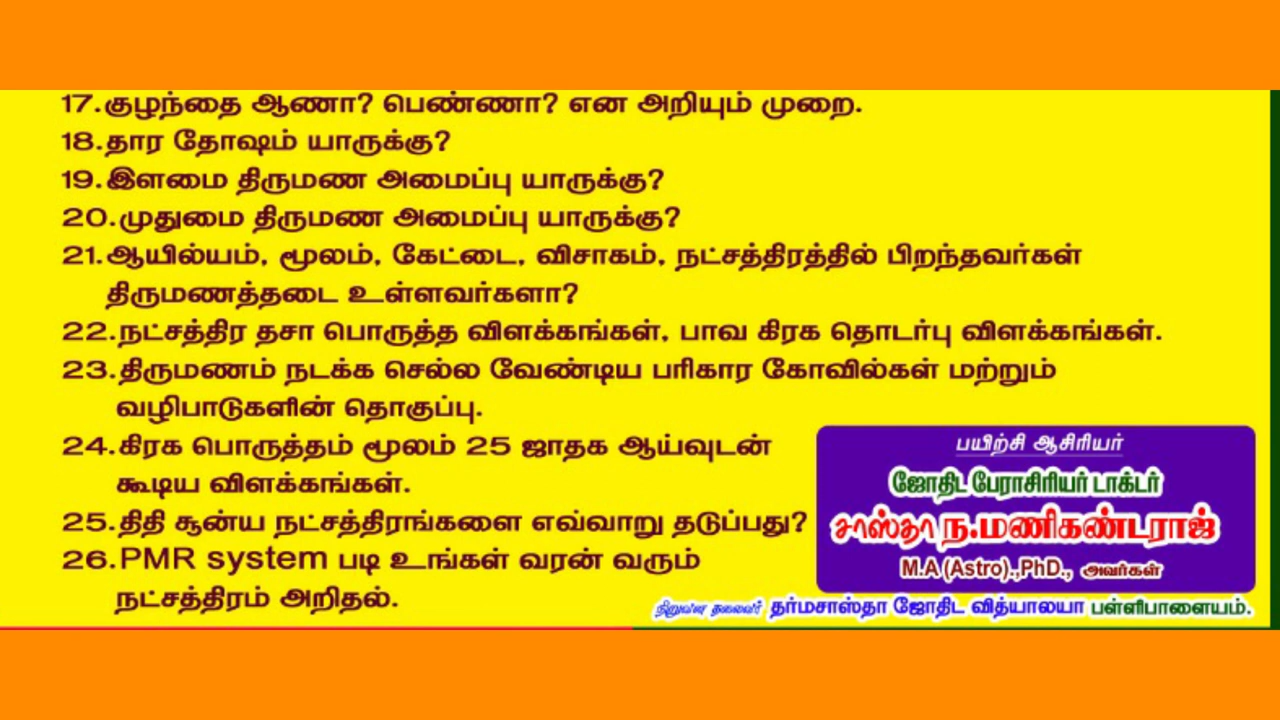 17.குழந்தை ஆணா? பெண்ணா? என அறியும் முறை.
18.தார தோஷம் யாருக்கு?
19.இளமை திருமண அமைப்பு யாருக்கு?
20.முதுமை திருமண அமைப்பு யாருக்கு?
21.ஆயில்யம், மூலம், கேட்டை, விசாகம், நட்சத்திரத்தில் பிறந்தவர்கள்
திருமணத்தடை உள்ளவர்களா?
22.நட்சத்திர தசா பொருத்த விளக்கங்கள், பாவ கிரக தொடர்பு விளக்கங்கள்.
23.திருமணம் நடக்க செல்ல வேண்டிய பரிகார கோவில்கள் மற்றும்
வழிபாடுகளின் தொகுப்பு.
24.கிரக பொருத்தம் மூலம் 25 ஜாதக ஆய்வுடன்
கூடிய விளக்கங்கள்.
25.திதி சூன்ய நட்சத்திரங்களை எவ்வாறு தடுப்பது?
26.PMR system படி உங்கள் வரன் வரும்
நட்சத்திரம் அறிதல்.
பயிற்சி ஆசிரியர்
ஜோதிட பேராசிரியர் டாக்டர்
சாஸ்தா ந.மணிகண்டராஜ்
M.A (Astro).,PhD., அவர்கள்
நிறுவன தலைவர் தர்மசாஸ்தா ஜோதிட வித்யாலயா பள்ளிபாளையம்.